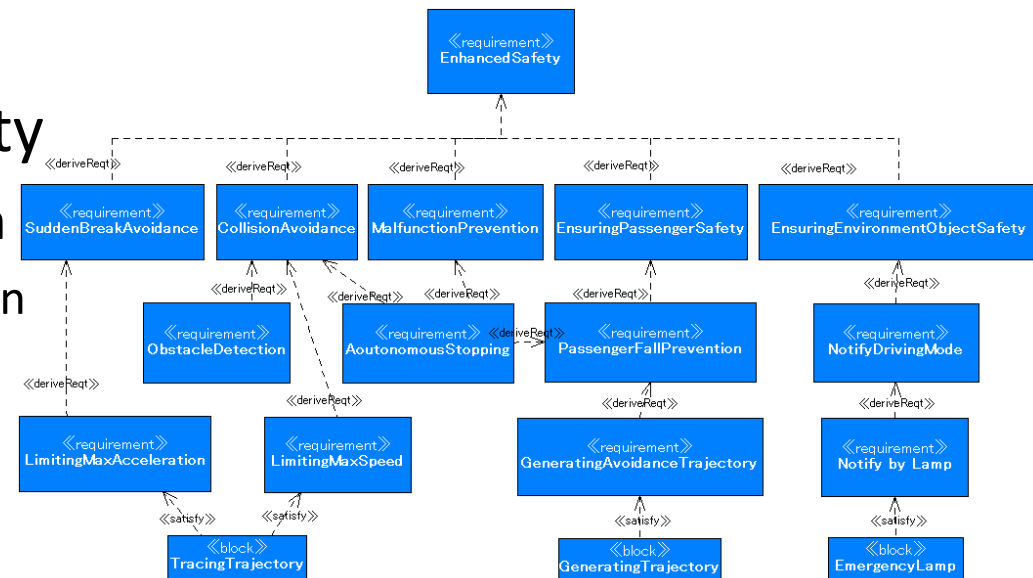 ≪requirement≫
EnhancedSafety
ty
n
n
≪deriveReqt≫
≪deriveReqt≫
≪deriveReqt≫
≪deriveReqt≫
≪deriveReqt≫
≪requirement≫
SuddenBreakAvoidance
≪requirement≫
CollisionAvoidance
≪requirement≫
MalfunctionPrevention
≪requirement≫
EnsuringPassengerSafety
≪requirement≫
EnsuringEnvironmentObjectSafety
≪deriveReqt≫
≪deriveReqt≫
≪deriveReqt≫
≪deriveReqt≫
≪deriveReqt≫
≪requirement≫
ObstacleDetection
≪requirement≫
AoutonomousStopping
≪deriveReqt≫
≪requirement≫
PassengerFallPrevention
≪requirement≫
NotifyDrivingMode
≪deriveReqt≫
≪deriveReqt≫
≪deriveReqt≫
≪deriveReqt≫
≪requirement≫
LimitingMaxAcceleration
≪requirement≫
LimitingMaxSpeed
≪requirement≫
GeneratingAvoidanceTrajectory
≪requirement≫
Notify by Lamp
≪satisfy≫
≪satisfy≫
≪satisfy≫
≪satisfy≫
≪block≫
TracingTrajectory
≪block≫
GeneratingTrajectory
≪block≫
EmergencyLamp